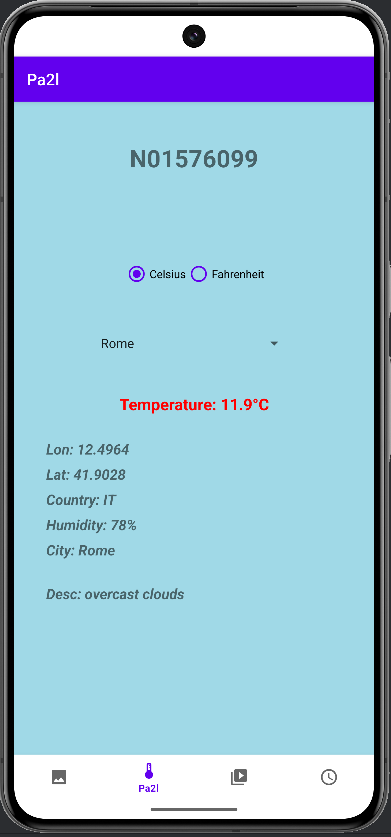 Pa2l
N01576099
Celsius Fahrenheit
Rome
Temperature: 11.9°C
Lon: 12.4964
Lat: 41.9028
Country: IT
Humidity: 78%
City: Rome
Desc: overcast clouds
Pa2l